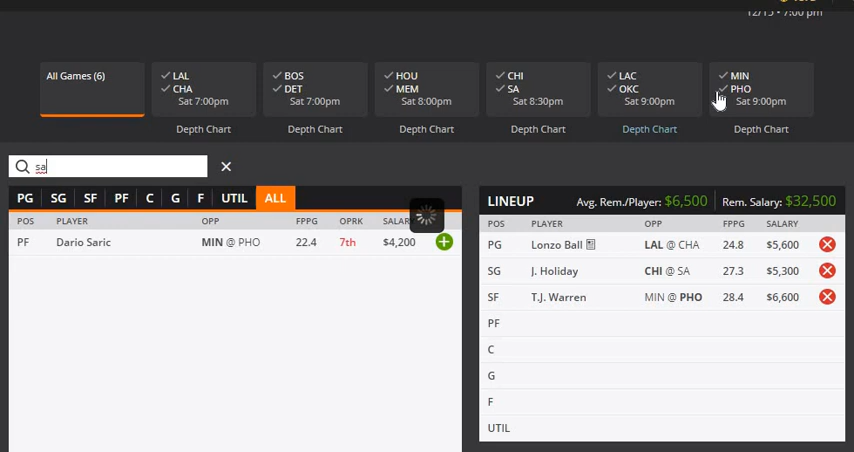 12/15 • 7:00 pm
All Games (6)
LAL
CHA
Sat 7:00pm
BOS
DET
Sat 7:00pm
HOU
MEM
Sat 8:00pm
CHI
SA
Sat 8:30pm
LAC
OKC
Sat 9:00pm
MIN
PHO
Sat 9:00pm
Depth Chart
Depth Chart
Depth Chart
Depth Chart
Depth Chart
Depth Chart
sa
PG SG SF PF C G F UTIL ALL
POS PLAYER OPP FPPG OPRK
PF Dario Saric MIN @ PHO 22.4 7th $4,200
LINEUP Avg. Rem./Player: $6,500 Rem. Salary: $32,500
POS PLAYER OPP FPPG SALARY
PG Lonzo Ball LAL @ CHA 24.8 $5,600
SG J. Holiday CHI @ SA 27.3 $5,300
SF T.J. Warren MIN @ PHO 28.4 $6,600
PF
C
G
F
UTIL